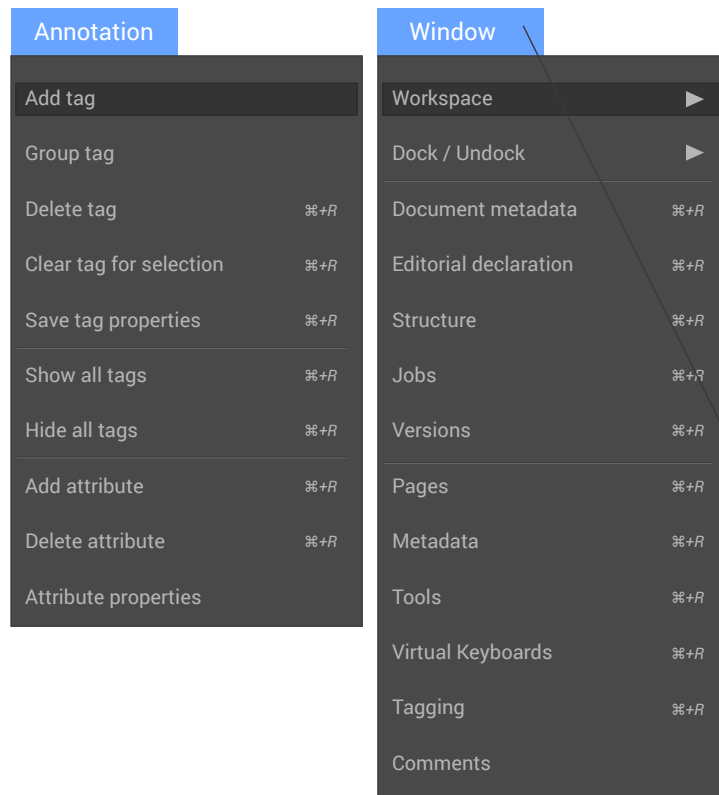 Annotation
Add tag
Group tag
Delete tag ⌘+R
Clear tag for selection ⌘+R
Save tag properties ⌘+R
Show all tags ⌘+R
Hide all tags ⌘+R
Add attribute ⌘+R
Delete attribute ⌘+R
Attribute properties
Window
Workspace ▶
Dock / Undock ▶
Document metadata ⌘+R
Editorial declaration ⌘+R
Structure ⌘+R
Jobs ⌘+R
Versions ⌘+R
Pages ⌘+R
Metadata ⌘+R
Tools ⌘+R
Virtual Keyboards ⌘+R
Tagging ⌘+R
Comments